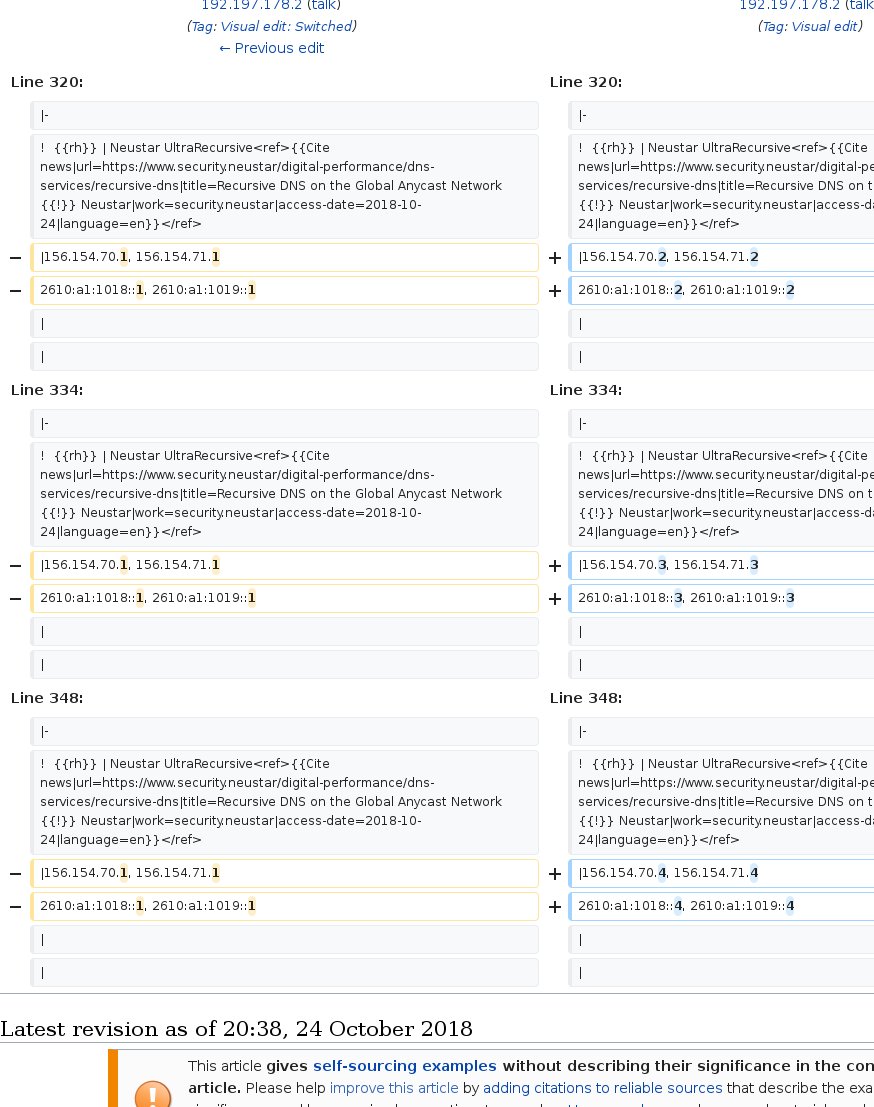 192.197.178.2 (talk)
(Tag: Visual edit: Switched)
← Previous edit
192.197.178.2 (talk
(Tag: Visual edit)
Line 320:
|-
! {{rh}} | Neustar UltraRecursive<ref>{{Cite
news|url=https://www.security.neustar/digital-performance/dns-
services/recursive-dns|title=Recursive DNS on the Global Anycast Network
{{!}} Neustar|work=security.neustar|access-date=2018-10-
24|language=en}}</ref>
− |156.154.70.1, 156.154.71.1
− 2610:a1:1018::1, 2610:a1:1019::1
|
|
Line 320:
|-
! {{rh}} | Neustar UltraRecursive<ref>{{Cite
news|url=https://www.security.neustar/digital-pe
services/recursive-dns|title=Recursive DNS on t
{{!}} Neustar|work=security.neustar|access-da
24|language=en}}</ref>
+ |156.154.70.2, 156.154.71.2
+ 2610:a1:1018::2, 2610:a1:1019::2
|
|
Line 334:
|-
! {{rh}} | Neustar UltraRecursive<ref>{{Cite
news|url=https://www.security.neustar/digital-performance/dns-
services/recursive-dns|title=Recursive DNS on the Global Anycast Network
{{!}} Neustar|work=security.neustar|access-date=2018-10-
24|language=en}}</ref>
− |156.154.70.1, 156.154.71.1
− 2610:a1:1018::1, 2610:a1:1019::1
|
|
Line 334:
|-
! {{rh}} | Neustar UltraRecursive<ref>{{Cite
news|url=https://www.security.neustar/digital-pe
services/recursive-dns|title=Recursive DNS on t
{{!}} Neustar|work=security.neustar|access-da
24|language=en}}</ref>
+ |156.154.70.3, 156.154.71.3
+ 2610:a1:1018::3, 2610:a1:1019::3
|
|
Line 348:
|-
! {{rh}} | Neustar UltraRecursive<ref>{{Cite
news|url=https://www.security.neustar/digital-performance/dns-
services/recursive-dns|title=Recursive DNS on the Global Anycast Network
{{!}} Neustar|work=security.neustar|access-date=2018-10-
24|language=en}}</ref>
− |156.154.70.1, 156.154.71.1
− 2610:a1:1018::1, 2610:a1:1019::1
|
|
Line 348:
|-
! {{rh}} | Neustar UltraRecursive<ref>{{Cite
news|url=https://www.security.neustar/digital-pe
services/recursive-dns|title=Recursive DNS on t
{{!}} Neustar|work=security.neustar|access-da
24|language=en}}</ref>
+ |156.154.70.4, 156.154.71.4
+ 2610:a1:1018::4, 2610:a1:1019::4
|
|
Latest revision as of 20:38, 24 October 2018
This article gives self-sourcing examples without describing their significance in the con
article. Please help improve this article by adding citations to reliable sources that describe the exa